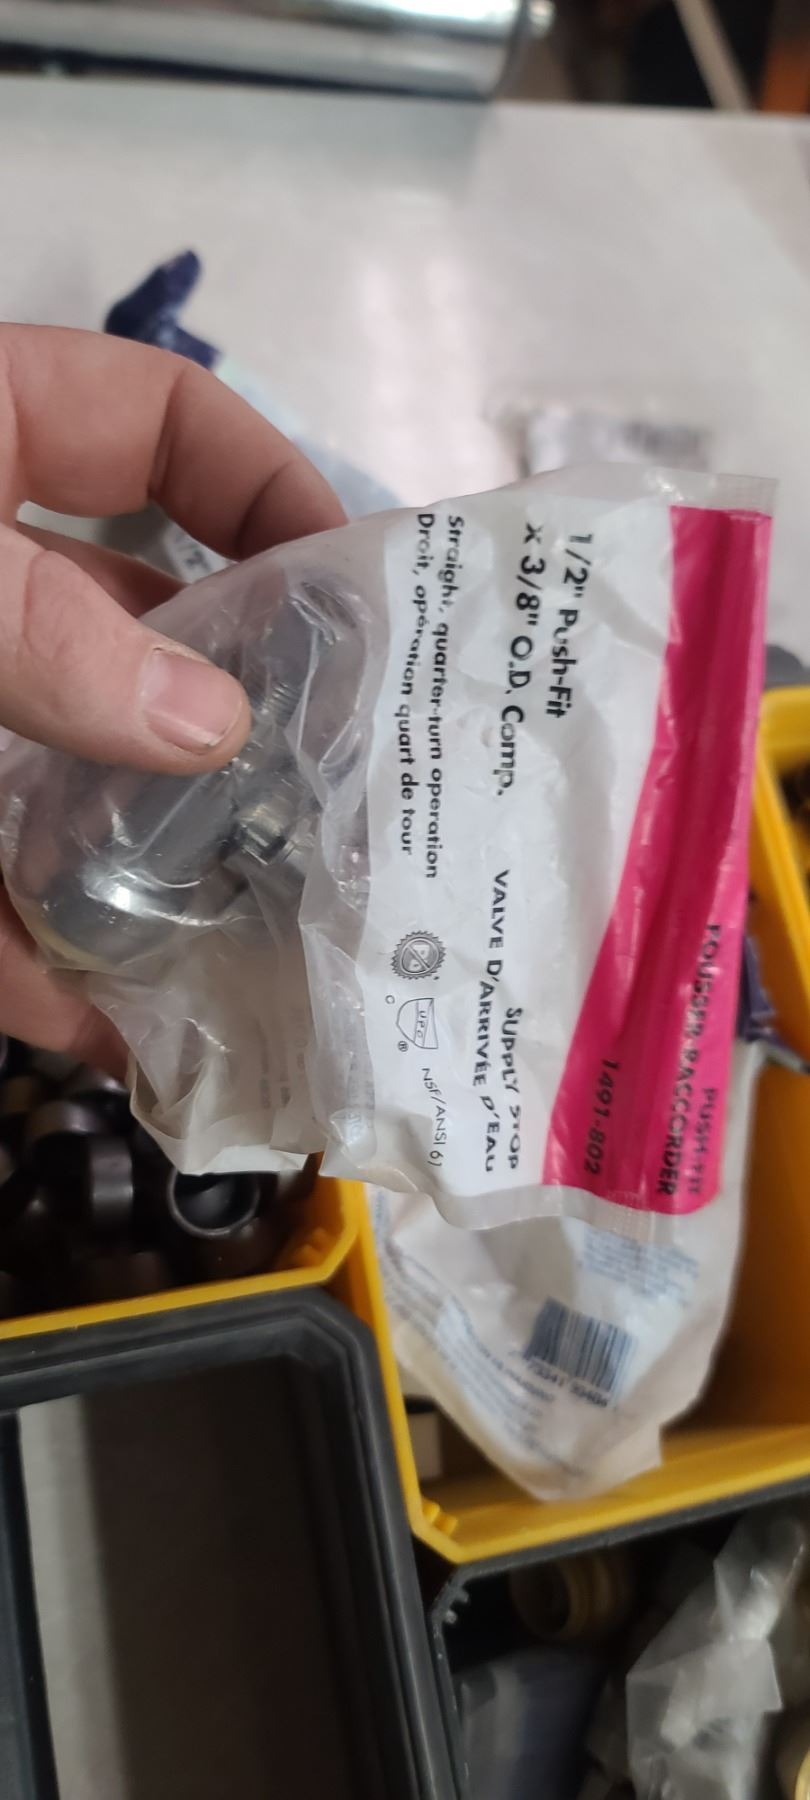 PUSH-FIT
POUSSER-RACCORDER
1491-802
1/2" Push-Fit
x 3/8" O.D. Comp.
SUPPLY STOP
VALVE D'ARRIVÉE D'EAU
Straight, quarter-turn operation
Droit, opération quart de tour
C
UPC
®
NSF/ANSI 61